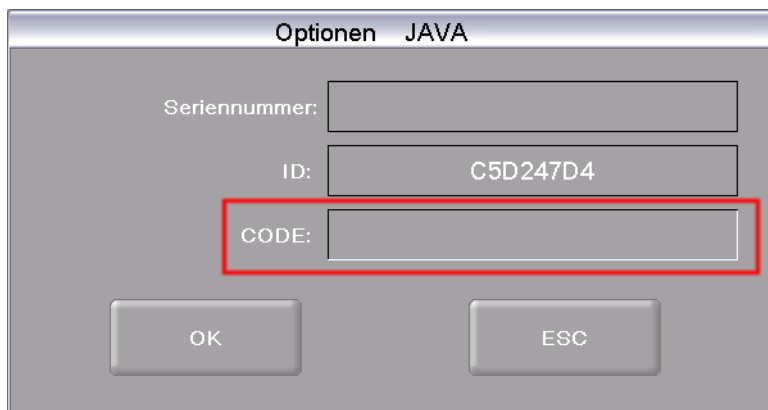 Optionen JAVA
Seriennummer:
ID: C5D247D4
CODE:
OK ESC